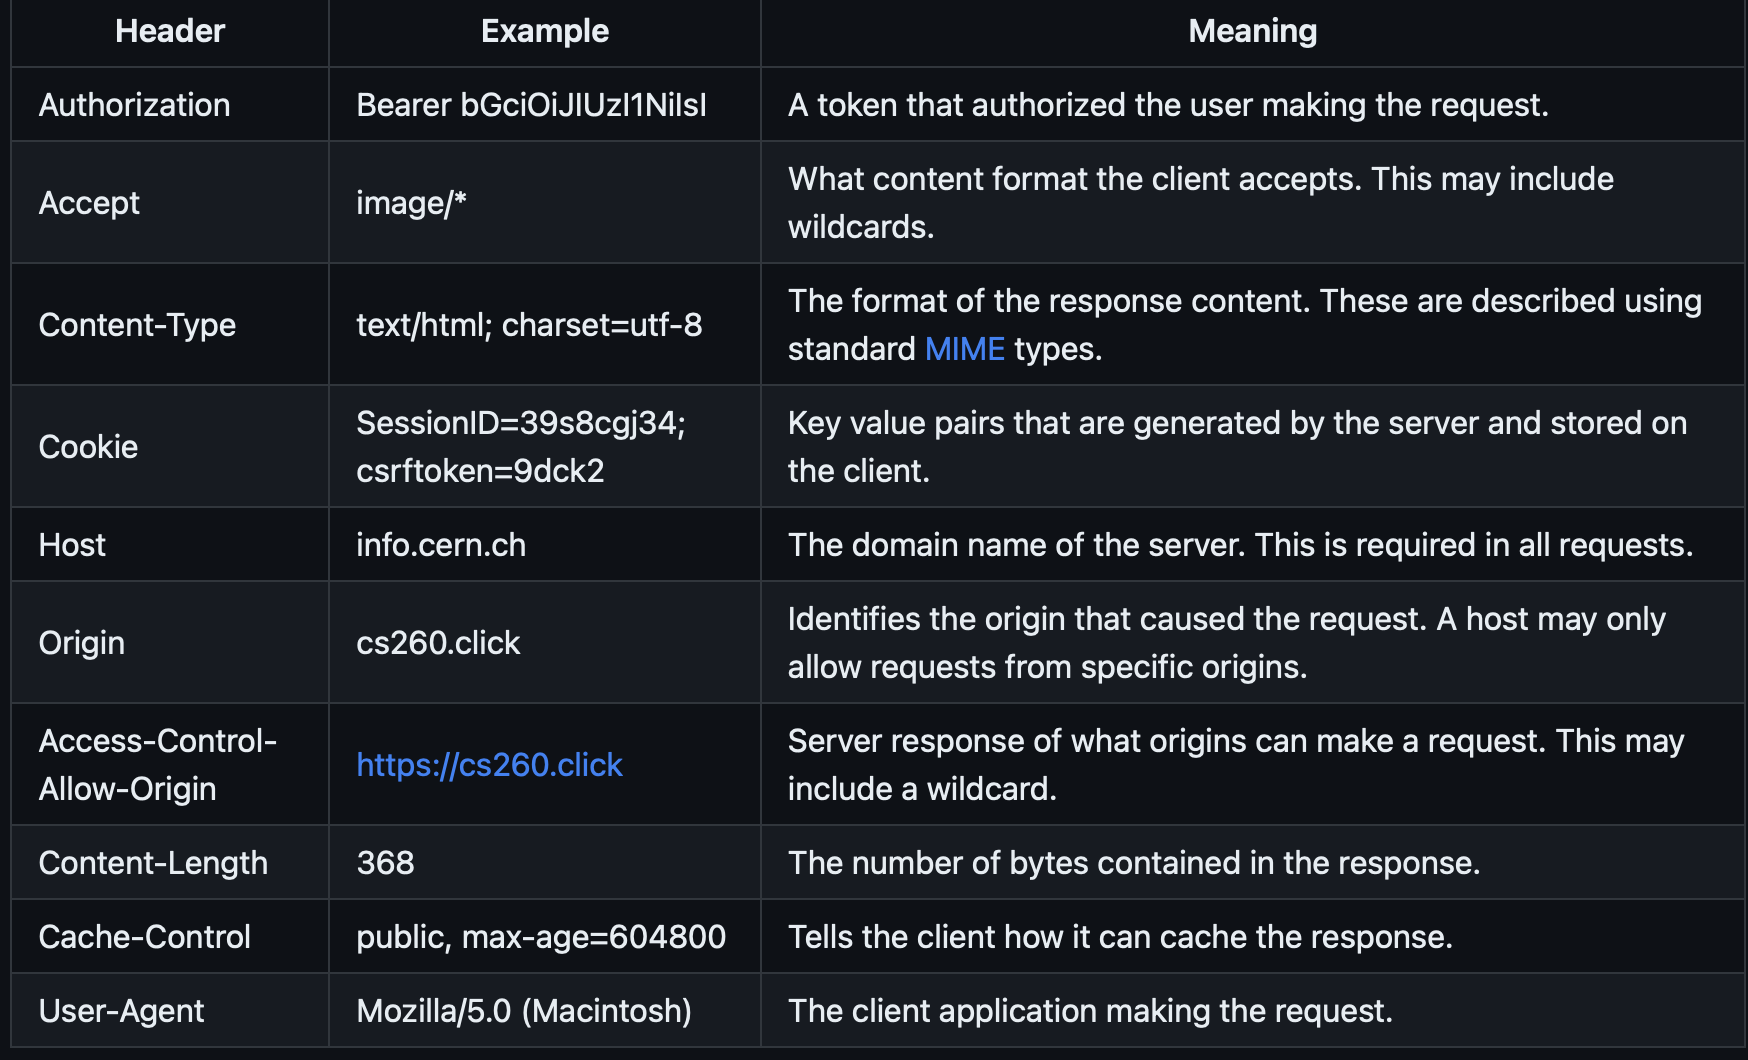 Header Example Meaning
Authorization Bearer bGciOiJIUzI1NiIsI A token that authorized the user making the request.
Accept image/* What content format the client accepts. This may include
wildcards.
Content-Type text/html; charset=utf-8 The format of the response content. These are described using
standard MIME types.
Cookie SessionID=39s8cgj34; Key value pairs that are generated by the server and stored on
csrftoken=9dck2 the client.
Host info.cern.ch The domain name of the server. This is required in all requests.
Origin cs260.click Identifies the origin that caused the request. A host may only
allow requests from specific origins.
Access-Control- https://cs260.click Server response of what origins can make a request. This may
Allow-Origin include a wildcard.
Content-Length 368 The number of bytes contained in the response.
Cache-Control public, max-age=604800 Tells the client how it can cache the response.
User-Agent Mozilla/5.0 (Macintosh) The client application making the request.